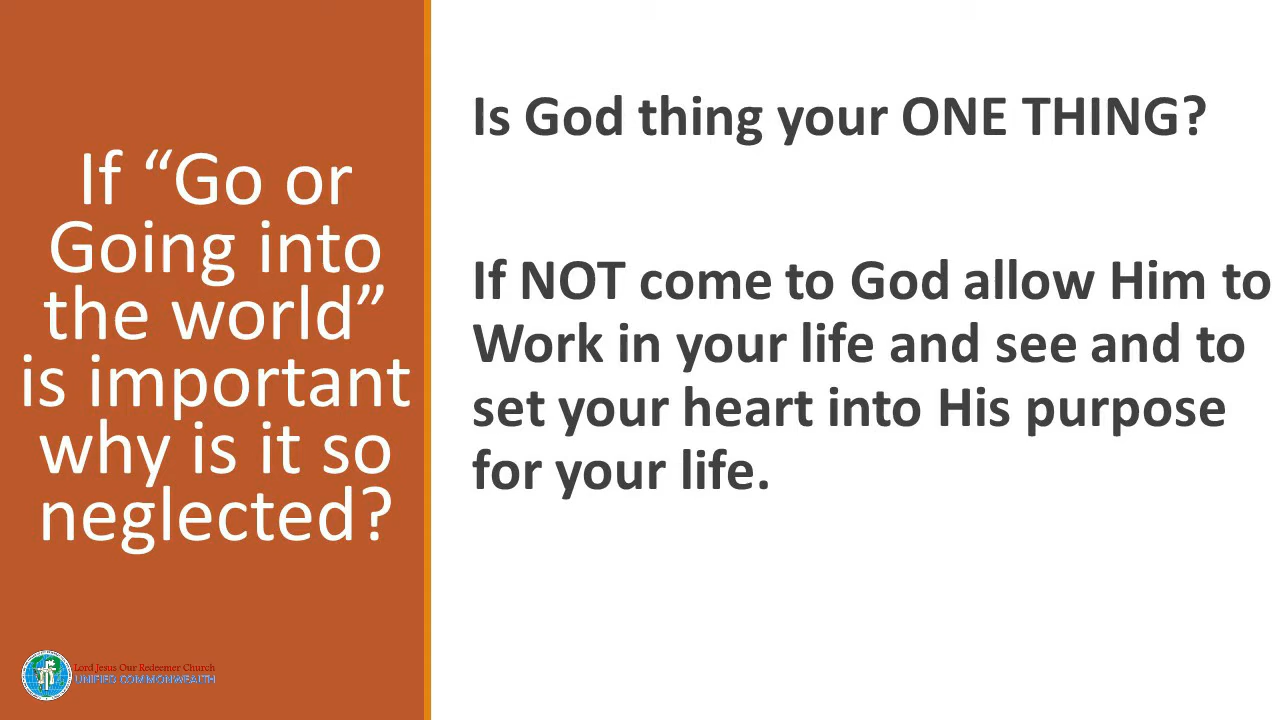 If “Go or
Going into
the world”
is important
why is it so
neglected?
Is God thing your ONE THING?
If NOT come to God allow Him to
Work in your life and see and to
set your heart into His purpose
for your life.
Lord Jesus Our Redeemer Church
UNIFIED COMMONWEALTH